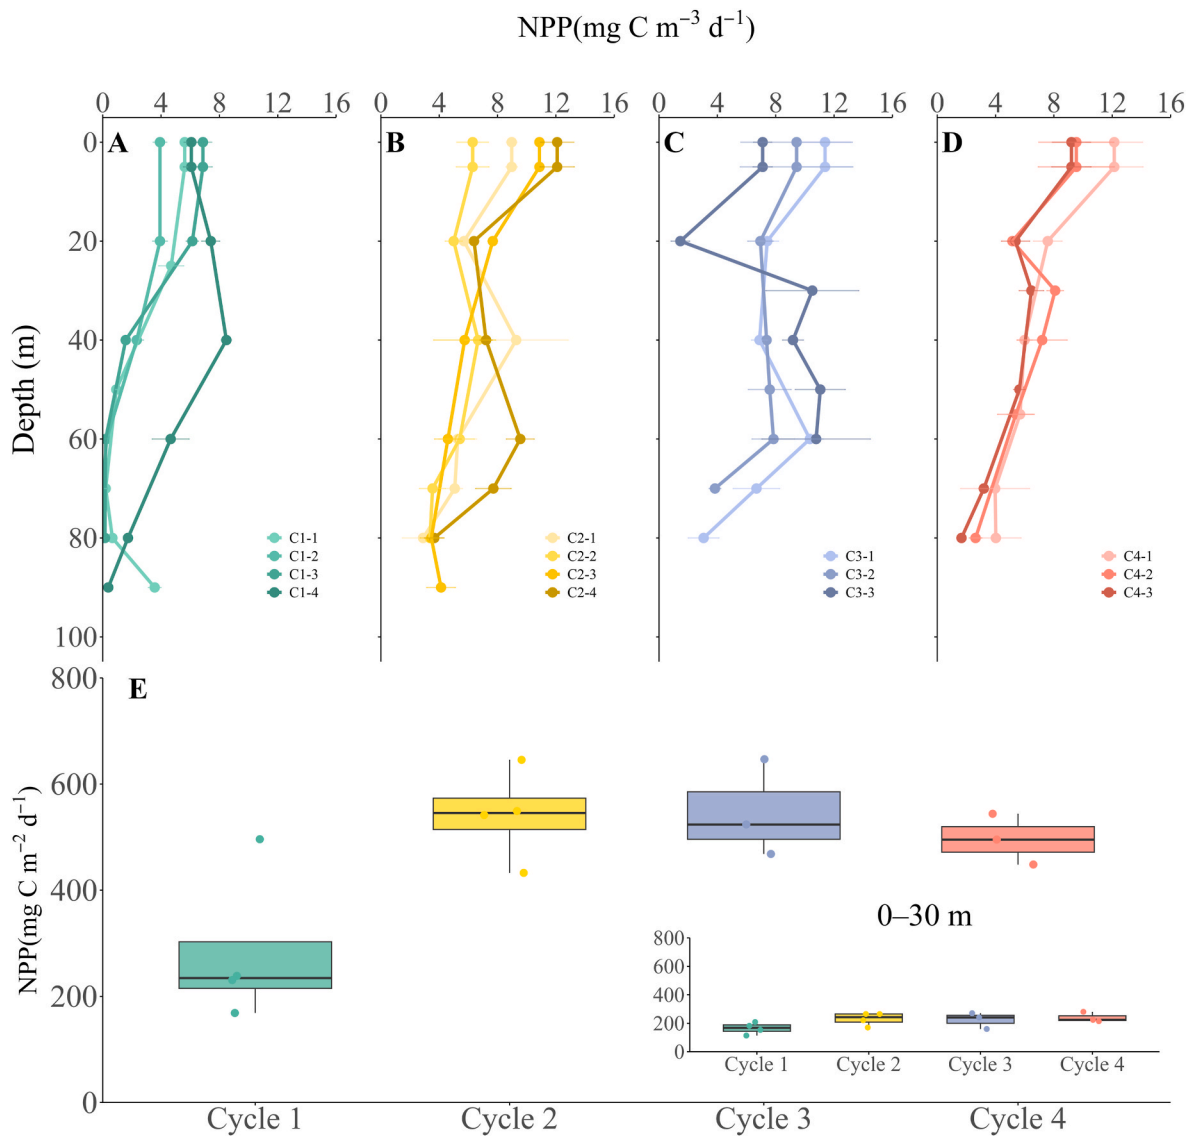 NPP(mg C m⁻³ d⁻¹)
0 4 8 12 16 0 4 8 12 16 0 4 8 12 16 0 4 8 12 16
A B C D
0
20
40
60
80
100
Depth (m)
C1-1
C1-2
C1-3
C1-4
C2-1
C2-2
C2-3
C2-4
C3-1
C3-2
C3-3
C4-1
C4-2
C4-3
E
800
600
400
200
0
NPP(mg C m⁻² d⁻¹)
0–30 m
800
600
400
200
0
Cycle 1 Cycle 2 Cycle 3 Cycle 4
Cycle 1 Cycle 2 Cycle 3 Cycle 4